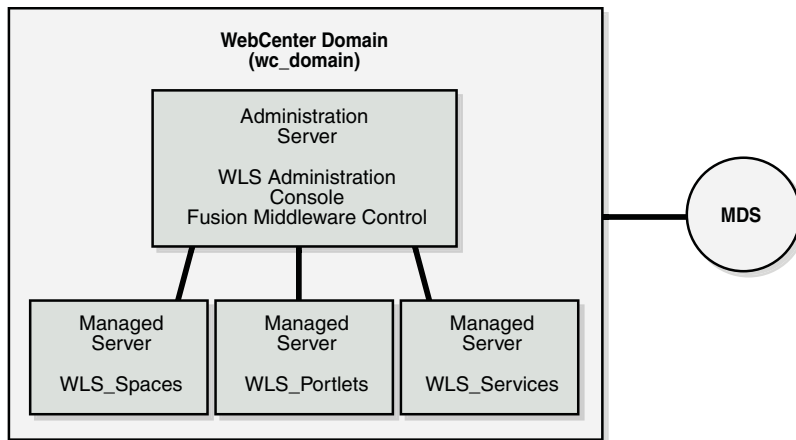 WebCenter Domain
(wc_domain)
Administration
Server
WLS Administration
Console
Fusion Middleware Control
MDS
Managed
Server
WLS_Spaces
Managed
Server
WLS_Portlets
Managed
Server
WLS_Services